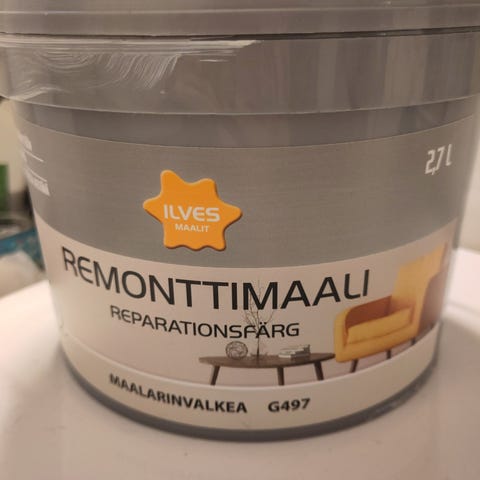 2,7 L
ILVES
MAALIT
REMONTTIMAALI
REPARATIONSFÄRG
MAALARINVALKEA G497